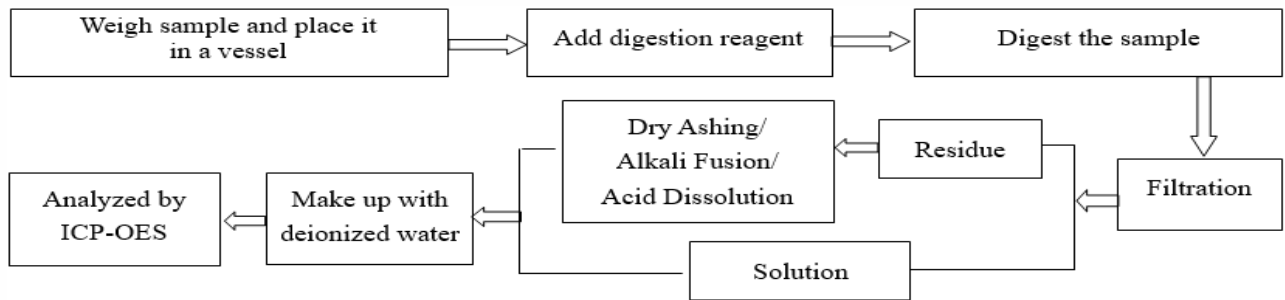 Weigh sample and place it
in a vessel
Add digestion reagent
Digest the sample
Filtration
Residue
Dry Ashing/
Alkali Fusion/
Acid Dissolution
Solution
Make up with
deionized water
Analyzed by
ICP-OES